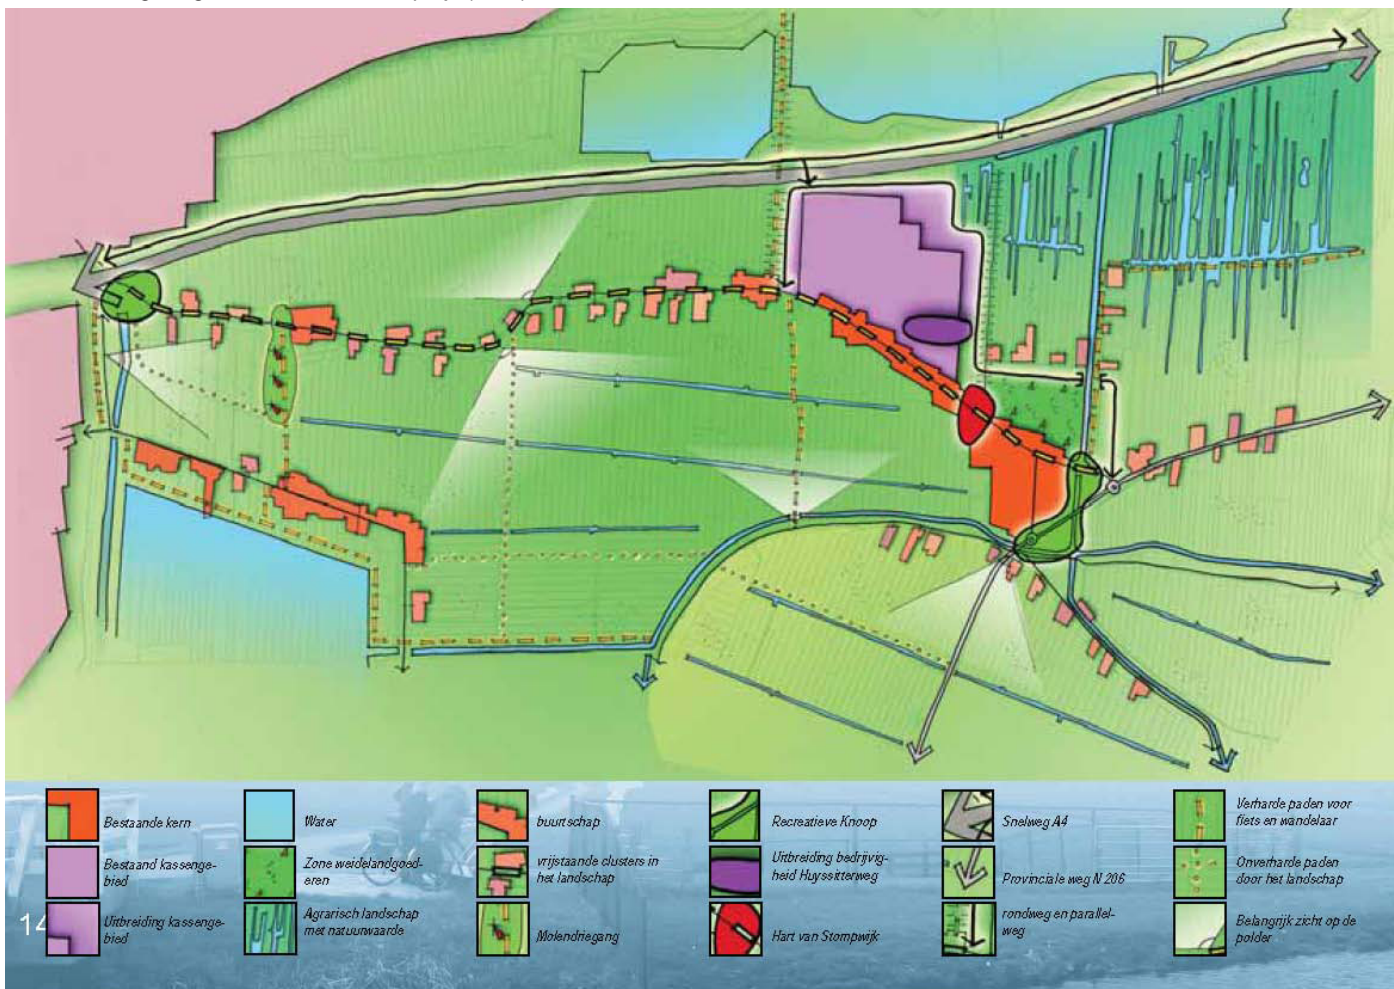 Bestaande kern
Bestaand kassenge-
bied
Uitbreiding kassenge-
bied
14
Water
Zone weidelandgoed-
eren
Agrarisch landschap
met natuurwaarde
buurtschap
vrijstaande clusters in
het landschap
Molendriegang
Recreatieve Knoop
Uitbreiding bedrijvig-
heid Huyssitterweg
Hart van Stompwijk
Snelweg A4
Provinciale weg N 206
rondweg en parallel-
weg
Verharde paden voor
fiets en wandelaar
Onverharde paden
door het landschap
Belangrijk zicht op de
polder